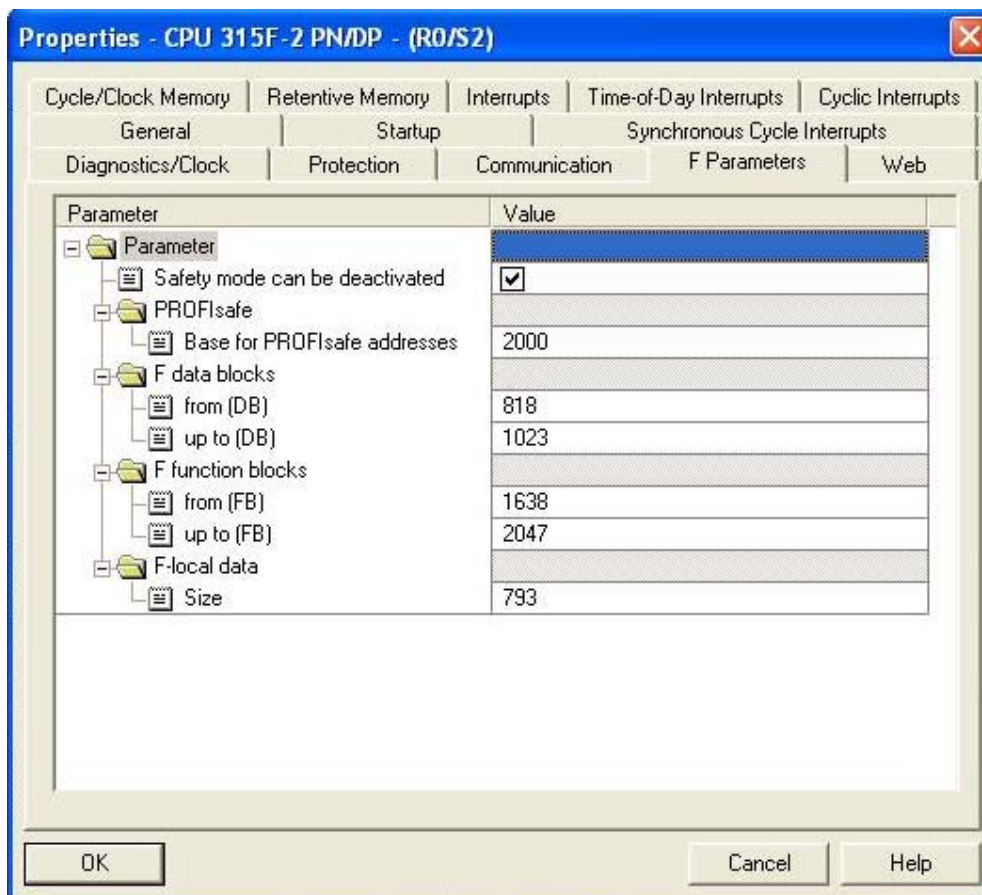 Properties - CPU 315F-2 PN/DP - (R0/S2)
Cycle/Clock Memory Retentive Memory Interrupts Time-of-Day Interrupts Cyclic Interrupts
General Startup Synchronous Cycle Interrupts
Diagnostics/Clock Protection Communication F Parameters Web
Parameter Value
Parameter
Safety mode can be deactivated
PROFIsafe
Base for PROFIsafe addresses 2000
F data blocks
from (DB) 818
up to (DB) 1023
F function blocks
from (FB) 1638
up to (FB) 2047
F-local data
Size 793
OK Cancel Help